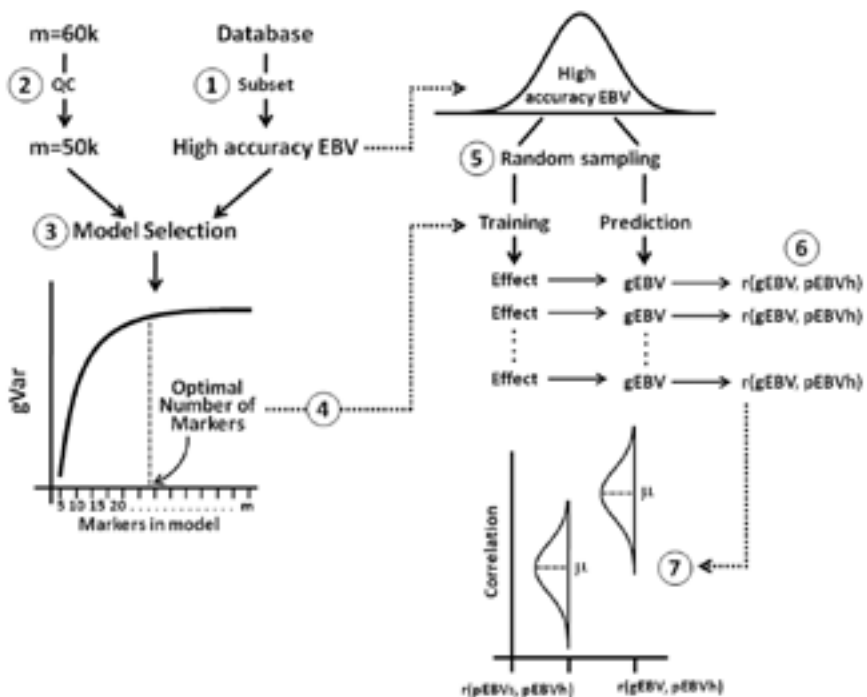 m=60k
Database
2 QC
1 Subset
m=50k
High accuracy EBV
3 Model Selection
gVar
Optimal
Number of
Markers
5 10 15 20 . . . . . . . . . . . . . . . . . m
Markers in model
4
High
accuracy EBV
5 Random sampling
Training
Prediction
6
Effect gEBV r(gEBV, pEBVh)
Effect gEBV r(gEBV, pEBVh)
Effect gEBV r(gEBV, pEBVh)
Correlation
μ
μ
7
r(pEBV, pEBVh)
r(gEBV, pEBVh)